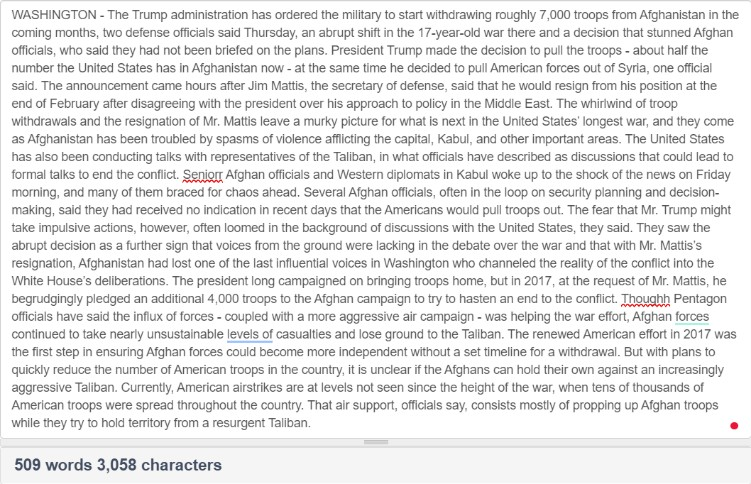 WASHINGTON - The Trump administration has ordered the military to start withdrawing roughly 7,000 troops from Afghanistan in the
coming months, two defense officials said Thursday, an abrupt shift in the 17-year-old war there and a decision that stunned Afghan
officials, who said they had not been briefed on the plans. President Trump made the decision to pull the troops - about half the
number the United States has in Afghanistan now - at the same time he decided to pull American forces out of Syria, one official
said. The announcement came hours after Jim Mattis, the secretary of defense, said that he would resign from his position at the
end of February after disagreeing with the president over his approach to policy in the Middle East. The whirlwind of troop
withdrawals and the resignation of Mr. Mattis leave a murky picture for what is next in the United States' longest war, and they come
as Afghanistan has been troubled by spasms of violence afflicting the capital, Kabul, and other important areas. The United States
has also been conducting talks with representatives of the Taliban, in what officials have described as discussions that could lead to
formal talks to end the conflict. Seniorr Afghan officials and Western diplomats in Kabul woke up to the shock of the news on Friday
morning, and many of them braced for chaos ahead. Several Afghan officials, often in the loop on security planning and decision-
making, said they had received no indication in recent days that the Americans would pull troops out. The fear that Mr. Trump might
take impulsive actions, however, often loomed in the background of discussions with the United States, they said. They saw the
abrupt decision as a further sign that voices from the ground were lacking in the debate over the war and that with Mr. Mattis's
resignation, Afghanistan had lost one of the last influential voices in Washington who channeled the reality of the conflict into the
White House's deliberations. The president long campaigned on bringing troops home, but in 2017, at the request of Mr. Mattis, he
begrudgingly pledged an additional 4,000 troops to the Afghan campaign to try to hasten an end to the conflict. Thoughh Pentagon
officials have said the influx of forces - coupled with a more aggressive air campaign - was helping the war effort, Afghan forces
continued to take nearly unsustainable levels of casualties and lose ground to the Taliban. The renewed American effort in 2017 was
the first step in ensuring Afghan forces could become more independent without a set timeline for a withdrawal. But with plans to
quickly reduce the number of American troops in the country, it is unclear if the Afghans can hold their own against an increasingly
aggressive Taliban. Currently, American airstrikes are at levels not seen since the height of the war, when tens of thousands of
American troops were spread throughout the country. That air support, officials say, consists mostly of propping up Afghan troops
while they try to hold territory from a resurgent Taliban.
509 words 3,058 characters